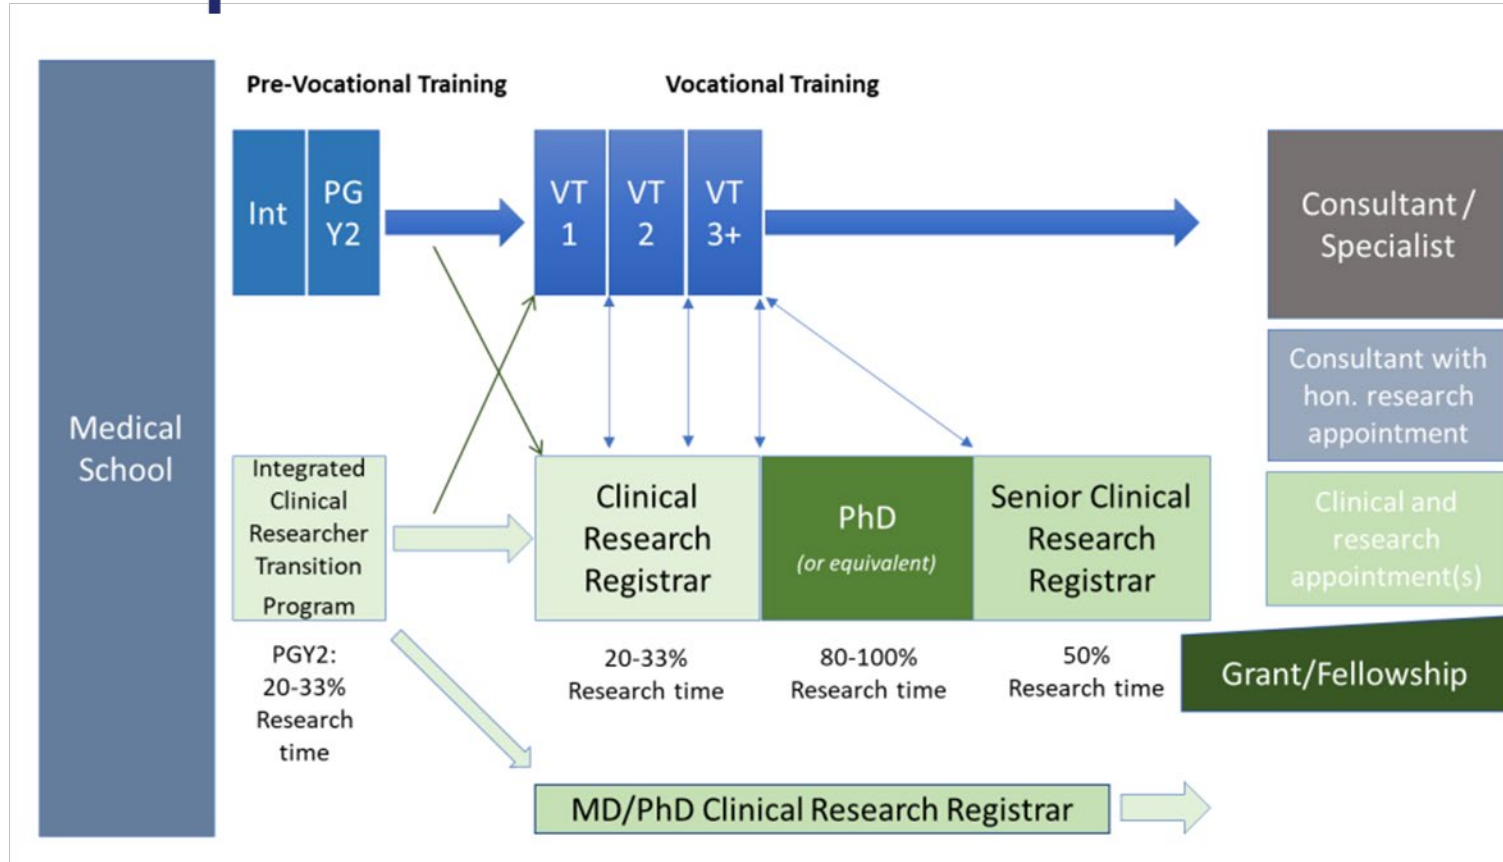 Pre-Vocational Training
Vocational Training
Medical
School
Int
PG
Y2
VT
1
VT
2
VT
3+
Consultant /
Specialist
Consultant with
hon. research
appointment
Integrated
Clinical
Researcher
Transition
Program
Clinical
Research
Registrar
PhD
(or equivalent)
Senior Clinical
Research
Registrar
Clinical and
research
appointment(s)
PGY2:
20-33%
Research
time
20-33%
Research time
80-100%
Research time
50%
Research time
Grant/Fellowship
MD/PhD Clinical Research Registrar